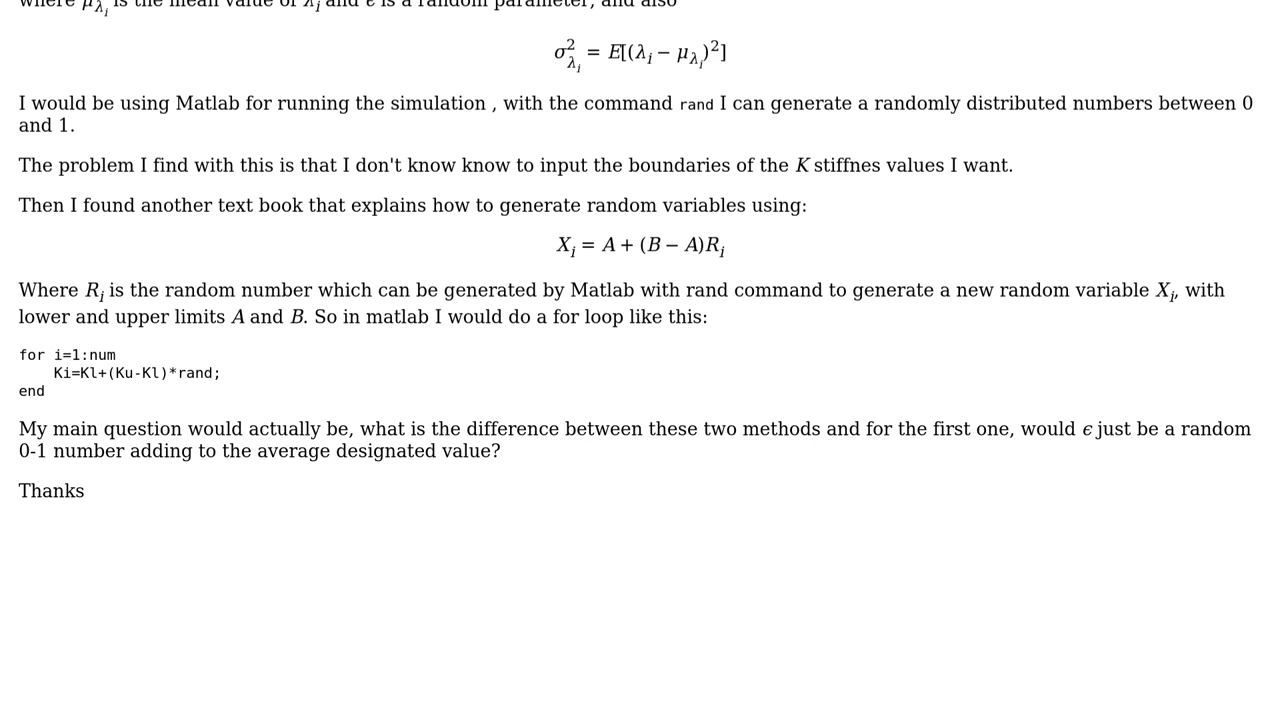 where μ_{λ_i} is the mean value of λ_i and ϵ is a random parameter, and also
σ²_{λ_i} = E[(λ_i − μ_{λ_i})²]
I would be using Matlab for running the simulation , with the command rand I can generate a randomly distributed numbers between 0
and 1.
The problem I find with this is that I don't know know to input the boundaries of the K stiffnes values I want.
Then I found another text book that explains how to generate random variables using:
X_i = A + (B − A)R_i
Where R_i is the random number which can be generated by Matlab with rand command to generate a new random variable X_i, with
lower and upper limits A and B. So in matlab I would do a for loop like this:
for i=1:num
    Ki=Kl+(Ku-Kl)*rand;
end
My main question would actually be, what is the difference between these two methods and for the first one, would ϵ just be a random
0-1 number adding to the average designated value?
Thanks